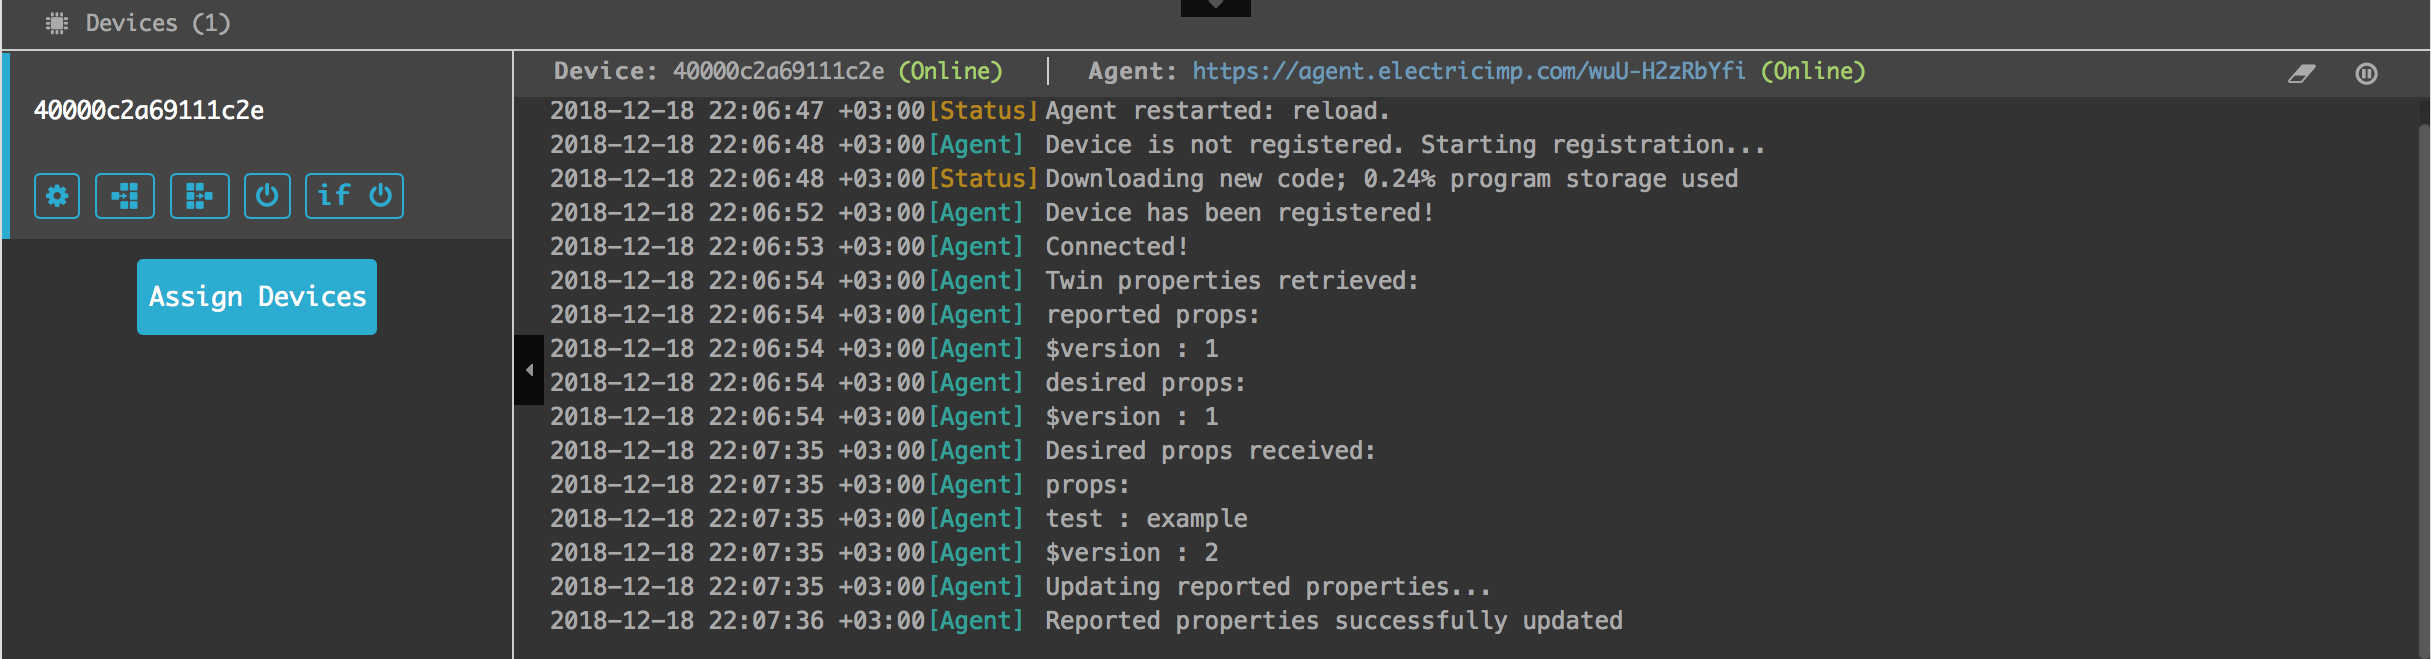 Devices (1)
40000c2a69111c2e
if
Assign Devices
Device: 40000c2a69111c2e (Online) Agent: https://agent.electricimp.com/wuU-H2zRbYfi (Online)
2018-12-18 22:06:47 +03:00[Status] Agent restarted: reload.
2018-12-18 22:06:48 +03:00[Agent] Device is not registered. Starting registration...
2018-12-18 22:06:48 +03:00[Status] Downloading new code; 0.24% program storage used
2018-12-18 22:06:52 +03:00[Agent] Device has been registered!
2018-12-18 22:06:53 +03:00[Agent] Connected!
2018-12-18 22:06:54 +03:00[Agent] Twin properties retrieved:
2018-12-18 22:06:54 +03:00[Agent] reported props:
2018-12-18 22:06:54 +03:00[Agent] $version : 1
2018-12-18 22:06:54 +03:00[Agent] desired props:
2018-12-18 22:06:54 +03:00[Agent] $version : 1
2018-12-18 22:07:35 +03:00[Agent] Desired props received:
2018-12-18 22:07:35 +03:00[Agent] props:
2018-12-18 22:07:35 +03:00[Agent] test : example
2018-12-18 22:07:35 +03:00[Agent] $version : 2
2018-12-18 22:07:35 +03:00[Agent] Updating reported properties...
2018-12-18 22:07:36 +03:00[Agent] Reported properties successfully updated